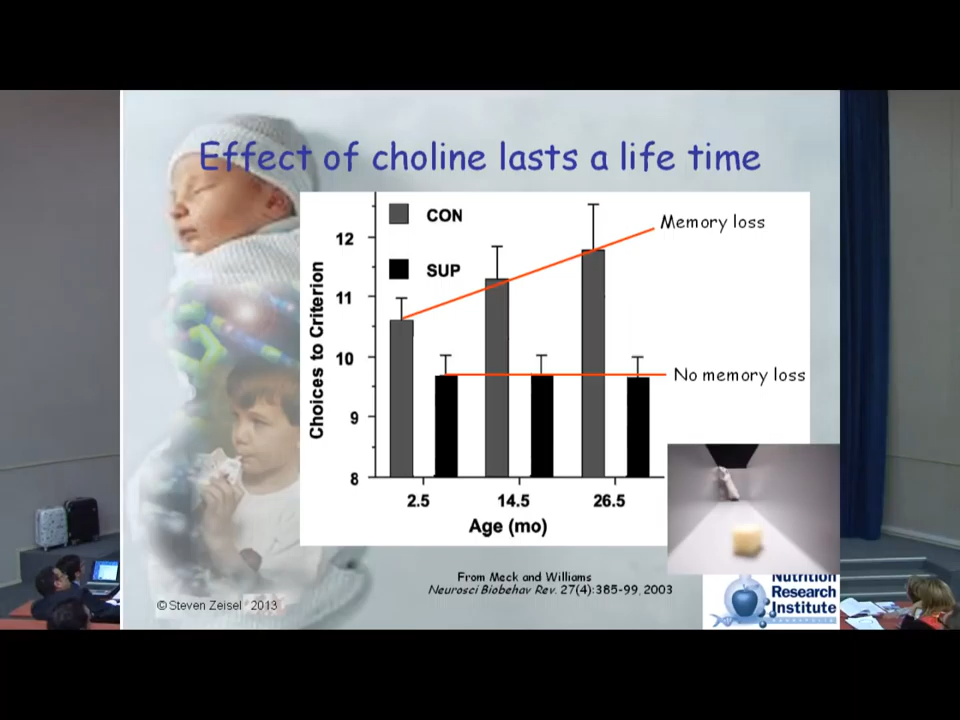 Effect of choline lasts a life time
CON
SUP
Memory loss
No memory loss
Choices to Criterion
12
11
10
9
8
2.5 14.5 26.5
Age (mo)
From Meck and Williams
Neurosci Biobehav Rev. 27(4):385-99, 2003
© Steven Zeisel 2013
Nutrition
Research
Institute